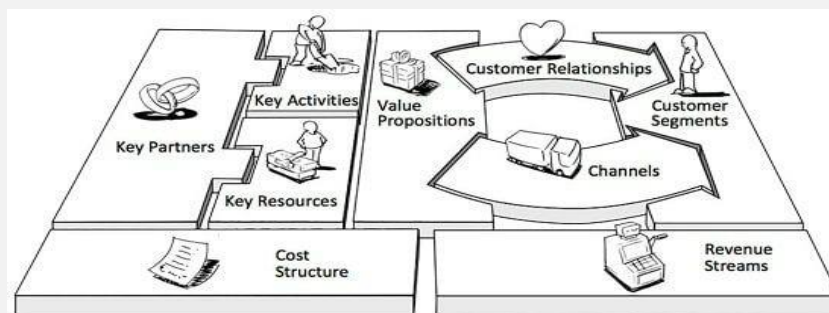 Key Partners
Key Activities
Key Resources
Value
Propositions
Customer Relationships
Channels
Customer
Segments
Cost
Structure
Revenue
Streams